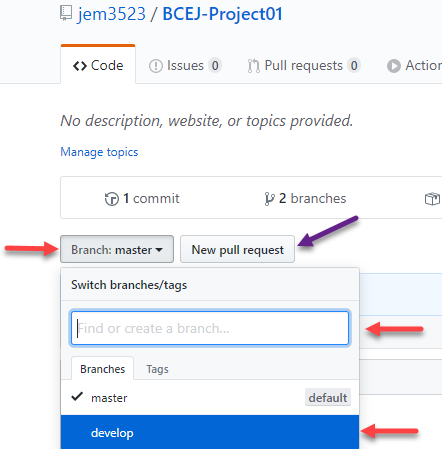 jem3523 / BCEJ-Project01
Code Issues 0 Pull requests 0 Action
No description, website, or topics provided.
Manage topics
1 commit 2 branches
Branch: master New pull request
Switch branches/tags
Find or create a branch...
Branches Tags
master default
develop